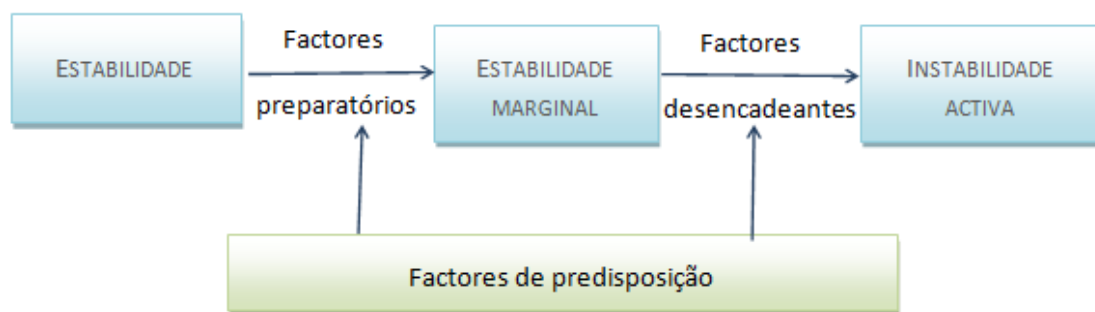 ESTABILIDADE
Factores
preparatórios
ESTABILIDADE
MARGINAL
Factores
desencadeantes
INSTABILIDADE
ACTIVA
Factores de predisposição